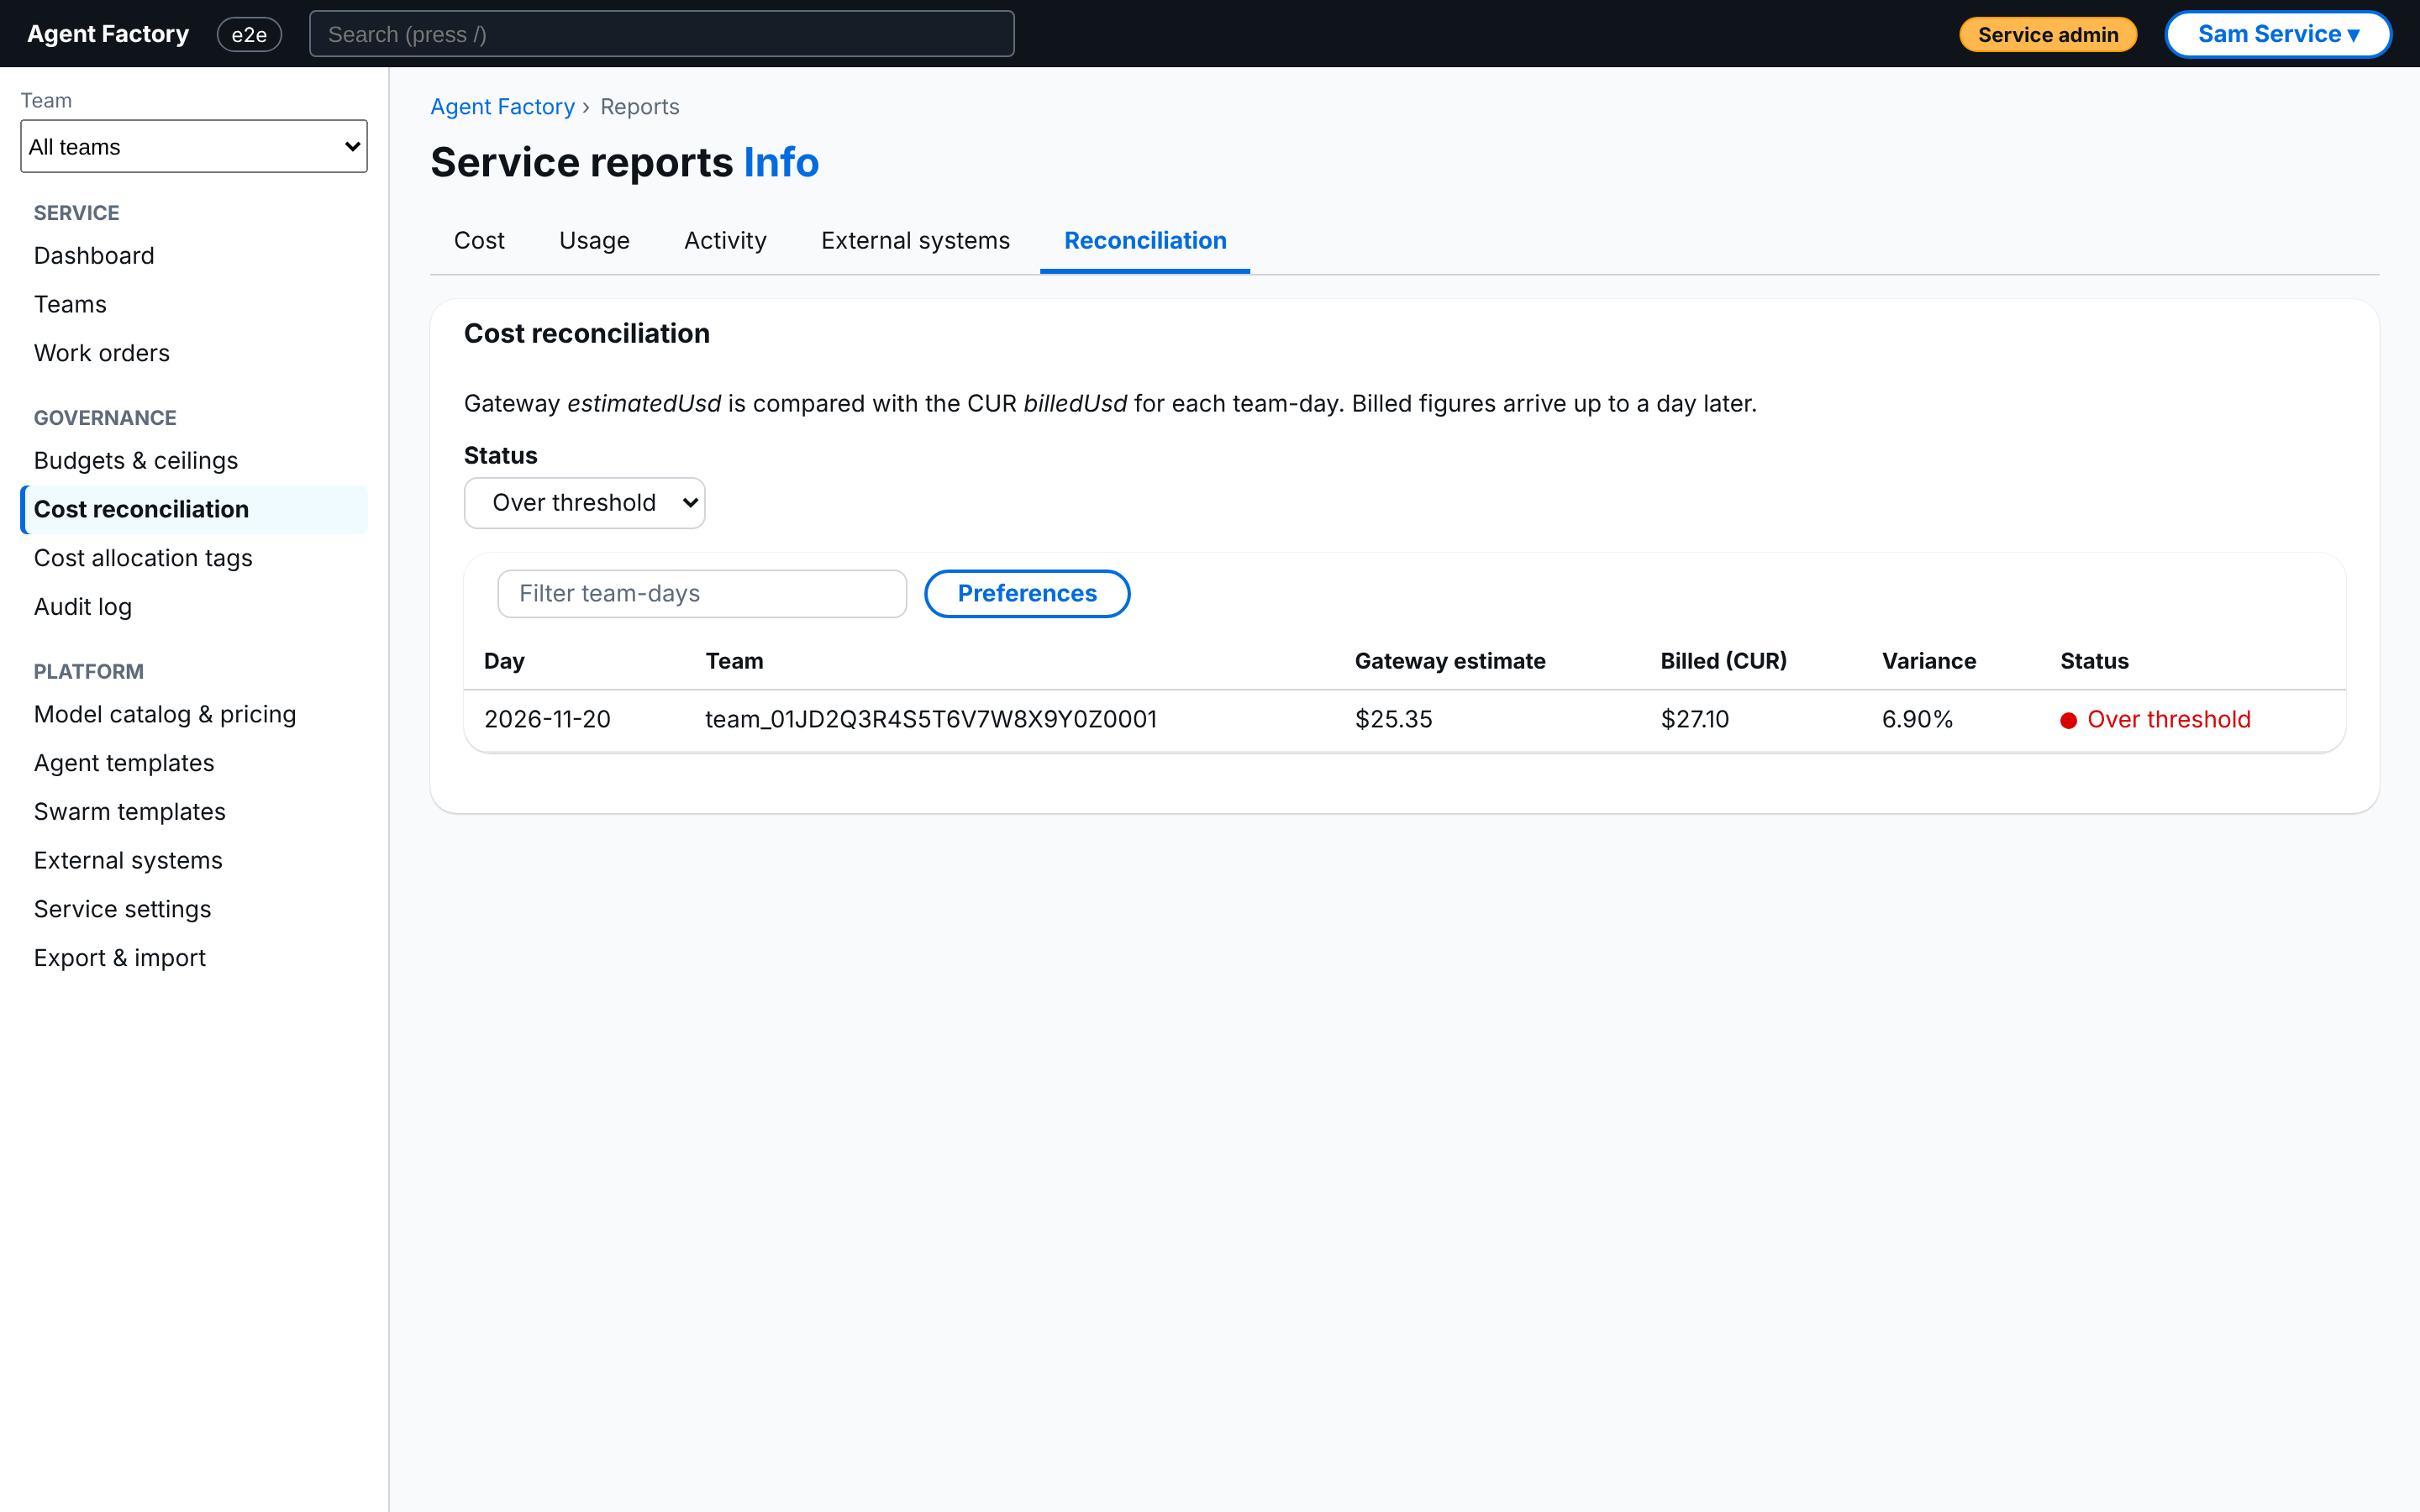 Agent Factory e2e Search (press /) Service admin Sam Service ▾
Team
All teams
SERVICE
Dashboard
Teams
Work orders
GOVERNANCE
Budgets & ceilings
Cost reconciliation
Cost allocation tags
Audit log
PLATFORM
Model catalog & pricing
Agent templates
Swarm templates
External systems
Service settings
Export & import
Agent Factory › Reports
Service reports Info
Cost Usage Activity External systems Reconciliation
Cost reconciliation
Gateway estimatedUsd is compared with the CUR billedUsd for each team-day. Billed figures arrive up to a day later.
Status
Over threshold
Filter team-days Preferences
Day Team Gateway estimate Billed (CUR) Variance Status
2026-11-20 team_01JD2Q3R4S5T6V7W8X9Y0Z0001 $25.35 $27.10 6.90% Over threshold